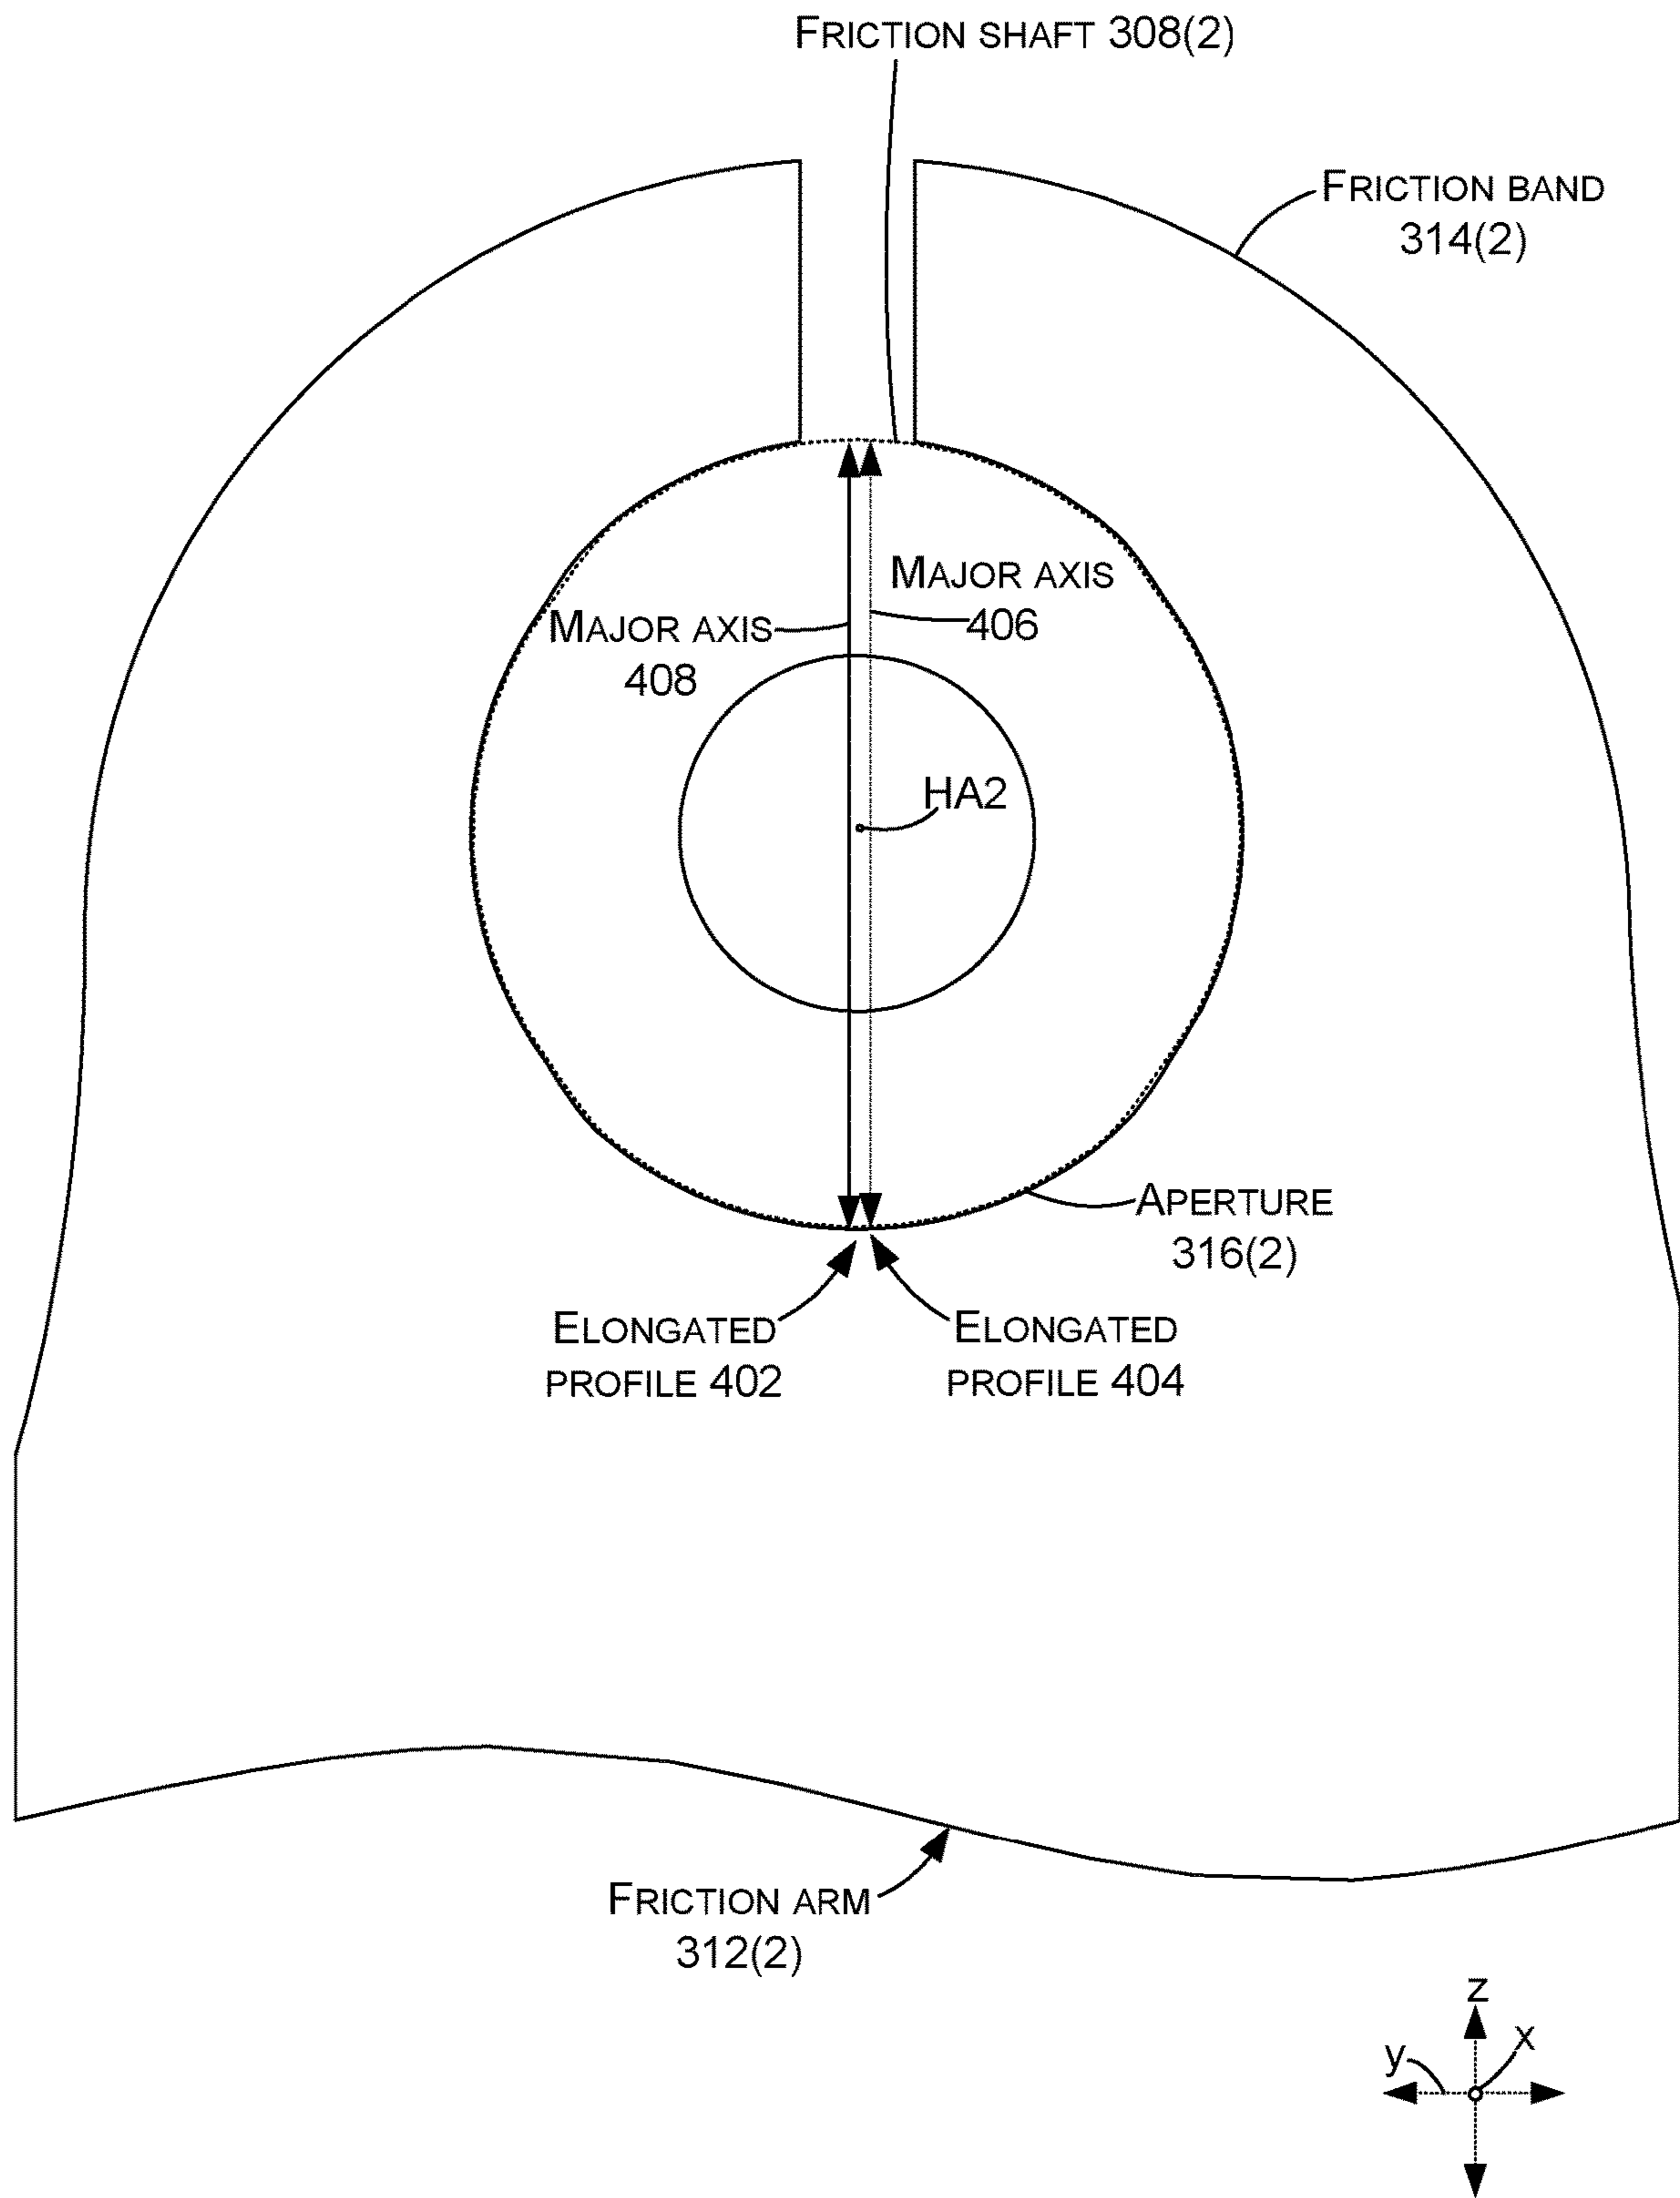 FRICTION SHAFT 308(2)
FRICTION BAND
314(2)
MAJOR AXIS
406
MAJOR AXIS
408
HA2
APERTURE
316(2)
ELONGATED
PROFILE 402
ELONGATED
PROFILE 404
FRICTION ARM
312(2)
z
y
x